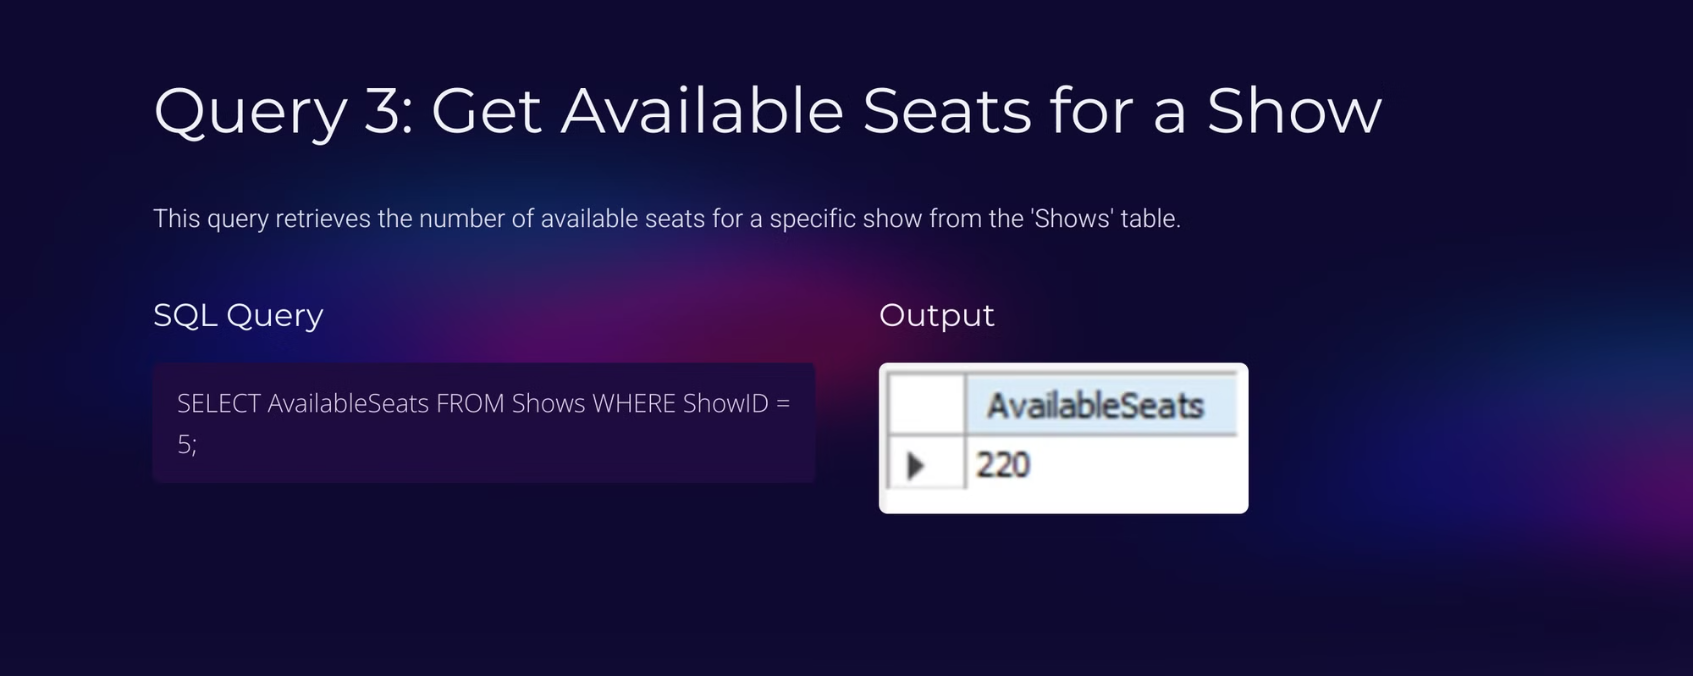 Query 3: Get Available Seats for a Show
This query retrieves the number of available seats for a specific show from the 'Shows' table.
SQL Query
SELECT AvailableSeats FROM Shows WHERE ShowID =
5;
Output
AvailableSeats
220